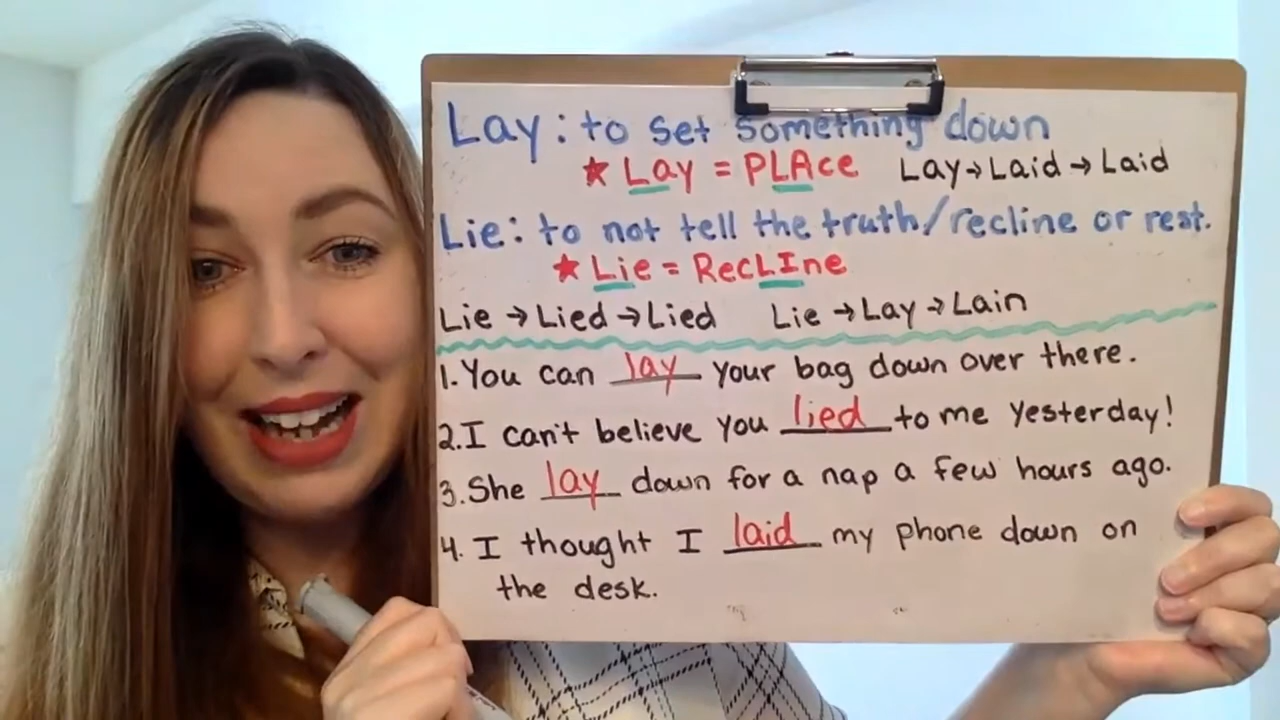 Lay: to set something down
★ Lay = PLAce Lay→Laid→Laid
Lie: to not tell the truth/recline or rest.
★ Lie = RecLIne
Lie→Lied→Lied Lie→Lay→Lain
1. You can lay your bag down over there.
2. I can't believe you lied to me yesterday!
3. She lay down for a nap a few hours ago.
4. I thought I laid my phone down on
the desk.